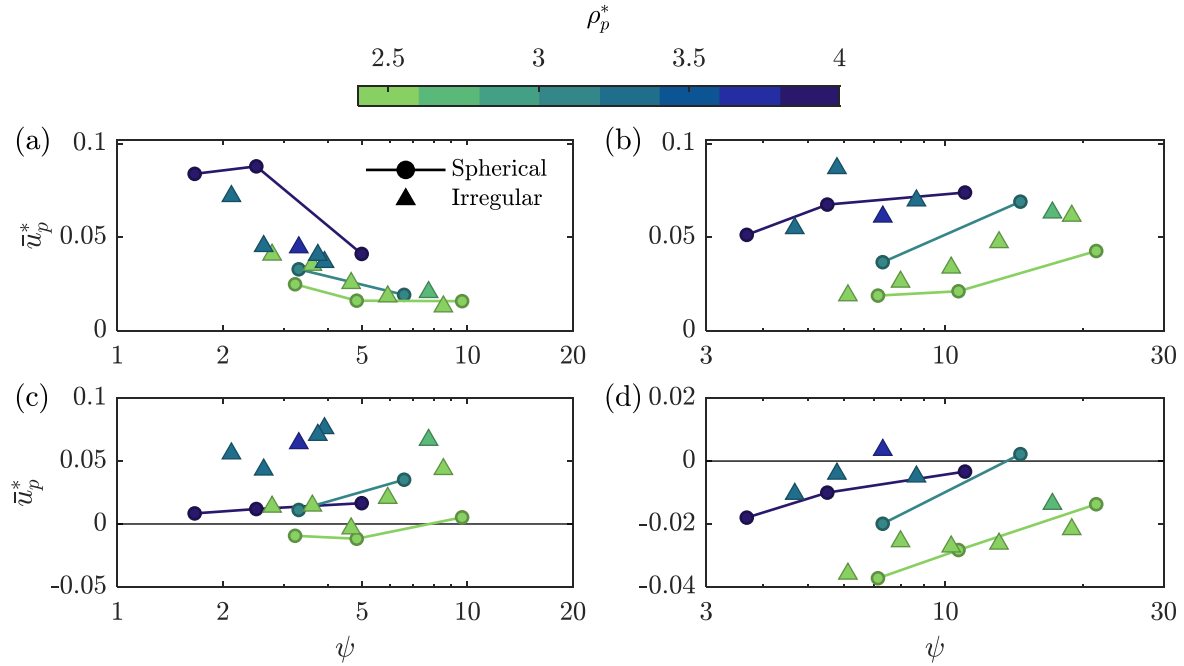 ρ*p
2.5 3 3.5 4
(a) 0.1 0.05 0 ū*p
Spherical
Irregular
1 2 5 10 20
(b) 0.1 0.05 0
3 10 30
(c) 0.1 0.05 0 -0.05 ū*p
1 2 5 10 20
ψ
(d) 0.02 0 -0.02 -0.04
3 10 30
ψ